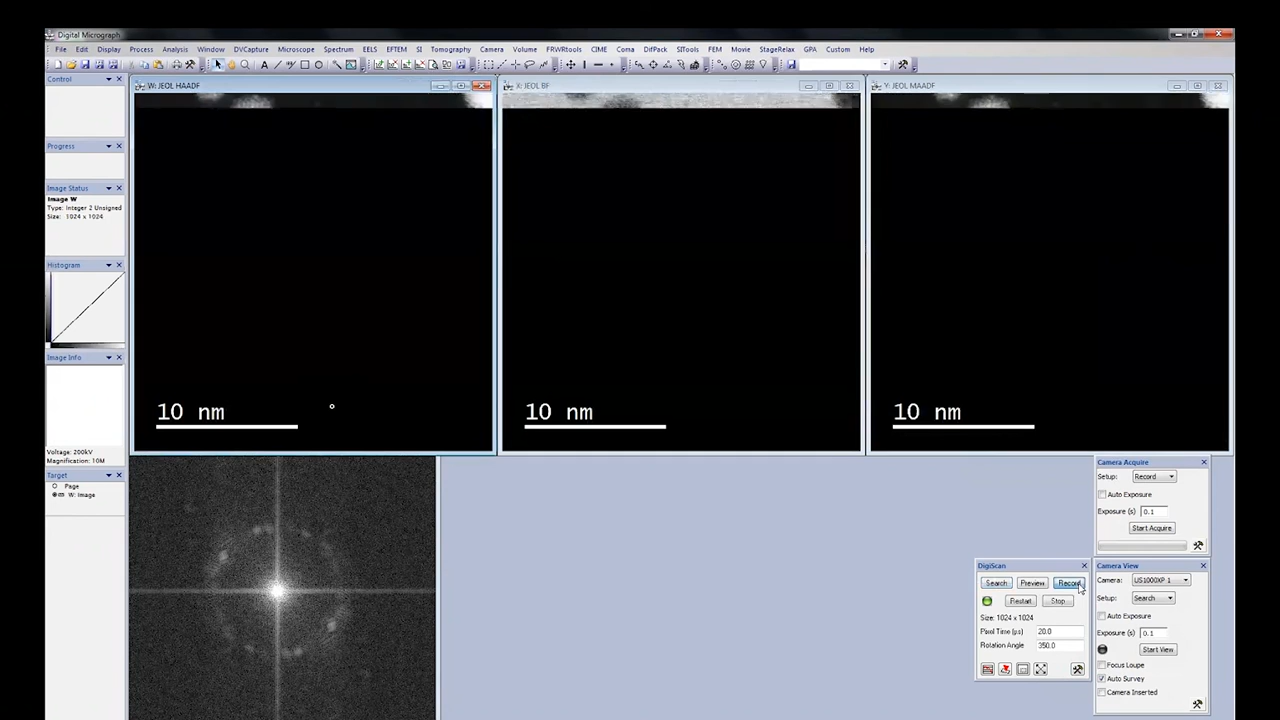 Digital Micrograph
File Edit Display Process Analysis Window DVCapture Microscope Spectrum EELS SI EFTEM Tomography Camera Volume FRWRtools CIME Coma DifPack SITools FEM Movie StageRelax GPA Custom Help
Control
W: JEOL HAADF
X: JEOL BF
Y: JEOL MAADF
Progress
Image Status
Image W
Type: Integer 2 Unsigned
Size: 1024 x 1024
Histogram
Image Info
Voltage: 200kV
Magnification: 10M
Target
Page
W: Image
10 nm
10 nm
10 nm
Camera Acquire
Setup: Record
Auto Exposure
Exposure (s) 0.1
Start Acquire
DigiScan
Search Preview Record
Restart Stop
Size: 1024 x 1024
Pixel Time (µs) 20.0
Rotation Angle 350.0
Camera View
Camera: US1000XP 1
Setup: Search
Auto Exposure
Exposure (s) 0.1
Start View
Focus Loupe
Auto Survey
Camera Inserted